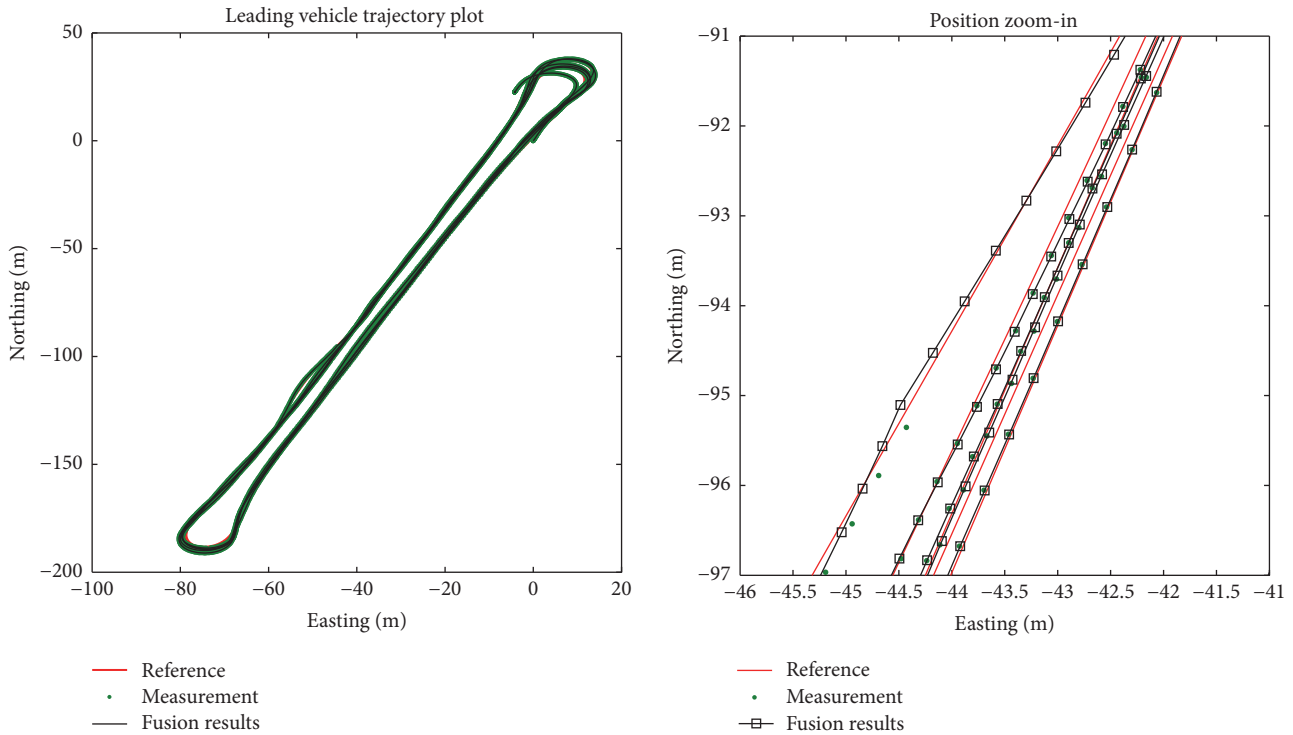 Leading vehicle trajectory plot
50
0
−50
−100
−150
−200
Northing (m)
−100 −80 −60 −40 −20 0 20
Easting (m)
Reference
Measurement
Fusion results
Position zoom-in
−91
−92
−93
−94
−95
−96
−97
Northing (m)
−46 −45.5 −45 −44.5 −44 −43.5 −43 −42.5 −42 −41.5 −41
Easting (m)
Reference
Measurement
Fusion results